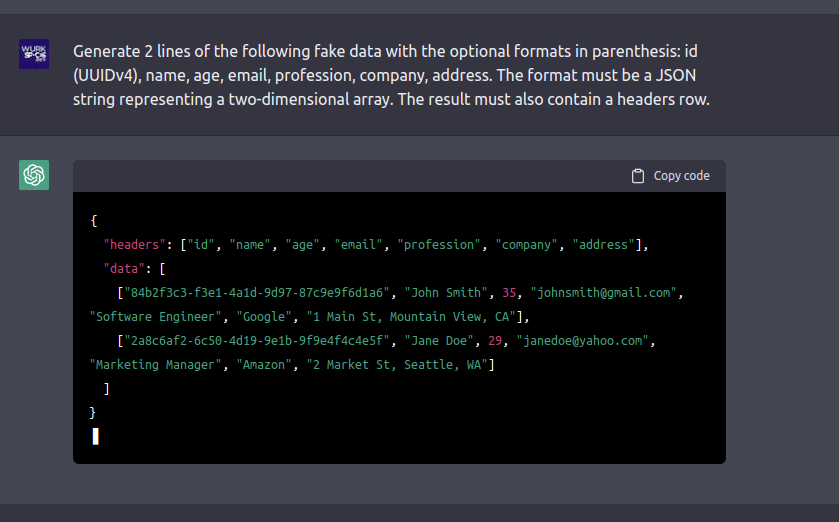 WURK
Generate 2 lines of the following fake data with the optional formats in parenthesis: id
(UUIDv4), name, age, email, profession, company, address. The format must be a JSON
string representing a two-dimensional array. The result must also contain a headers row.
Copy code
{
"headers": ["id", "name", "age", "email", "profession", "company", "address"],
"data": [
["84b2f3c3-f3e1-4a1d-9d97-87c9e9f6d1a6", "John Smith", 35, "johnsmith@gmail.com",
"Software Engineer", "Google", "1 Main St, Mountain View, CA"],
["2a8c6af2-6c50-4d19-9e1b-9f9e4f4c4e5f", "Jane Doe", 29, "janedoe@yahoo.com",
"Marketing Manager", "Amazon", "2 Market St, Seattle, WA"]
]
}